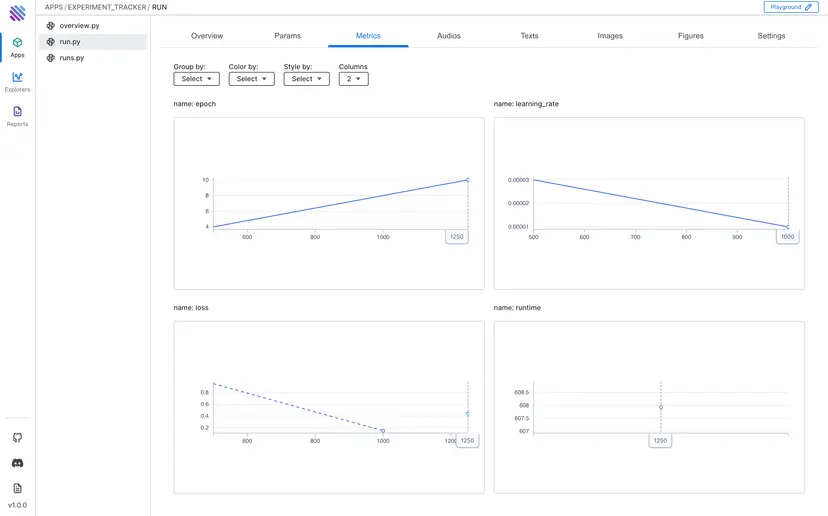 APPS / EXPERIMENT_TRACKER / RUN
Playground
overview.py
run.py
runs.py
Apps
Explorers
Reports
v1.0.0
Overview Params Metrics Audios Texts Images Figures Settings
Group by: Color by: Style by: Columns
Select Select Select 2
name: epoch
10
8
6
4
600 800 1000 1250
name: learning_rate
0.00003
0.00002
0.00001
500 600 700 800 900 1000
name: loss
0.8
0.6
0.4
0.2
600 800 1000 1200 1250
name: runtime
608.5
608
607.5
607
1250